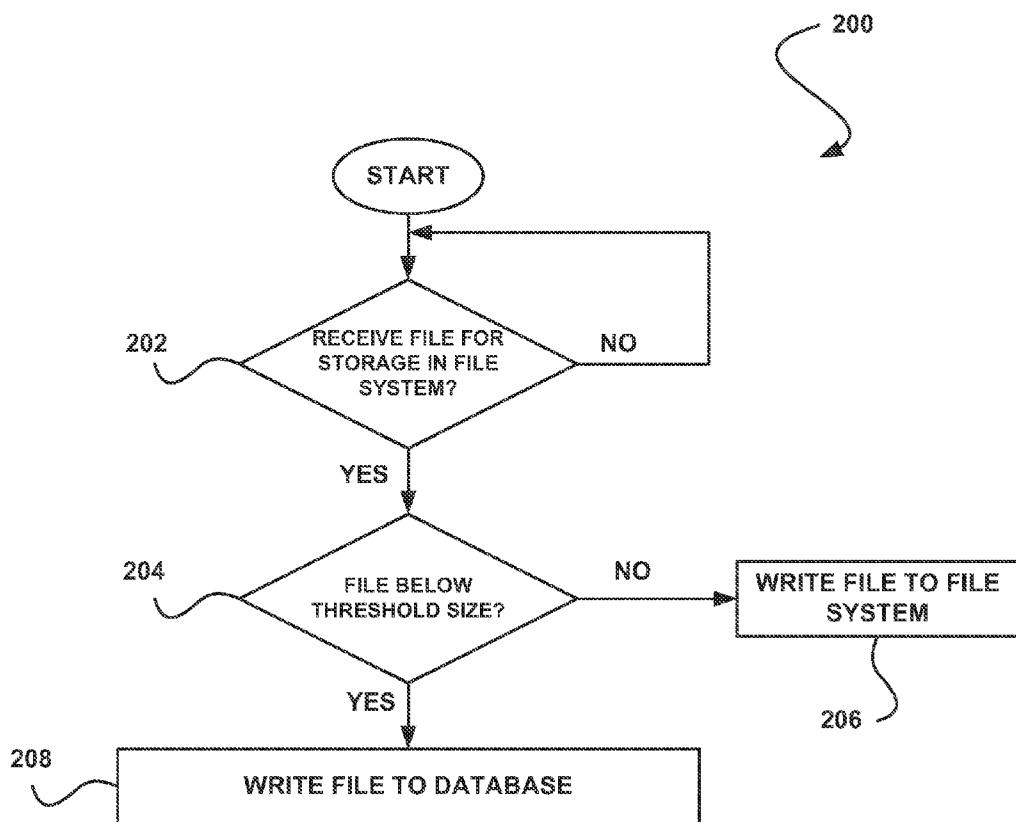 200
START
202
RECEIVE FILE FOR
STORAGE IN FILE
SYSTEM?
NO
YES
204
FILE BELOW
THRESHOLD SIZE?
NO
WRITE FILE TO FILE
SYSTEM
YES
206
208
WRITE FILE TO DATABASE